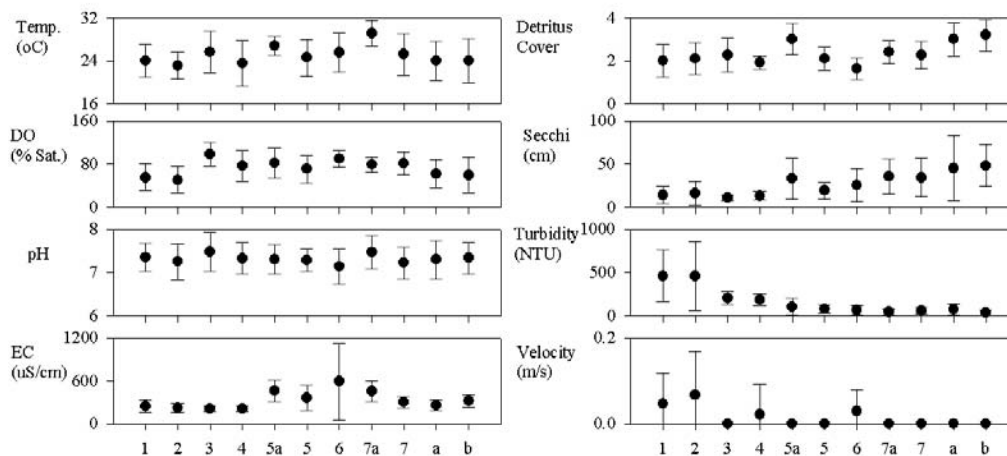 Temp.
(oC)
32
24
16
DO
(% Sat.)
160
80
0
pH
8
7
6
EC
(uS/cm)
1200
600
0
1 2 3 4 5a 5 6 7a 7 a b
Detritus
Cover
4
2
0
Secchi
(cm)
100
50
0
Turbidity
(NTU)
1000
500
0
Velocity
(m/s)
0.2
0.0
1 2 3 4 5a 5 6 7a 7 a b